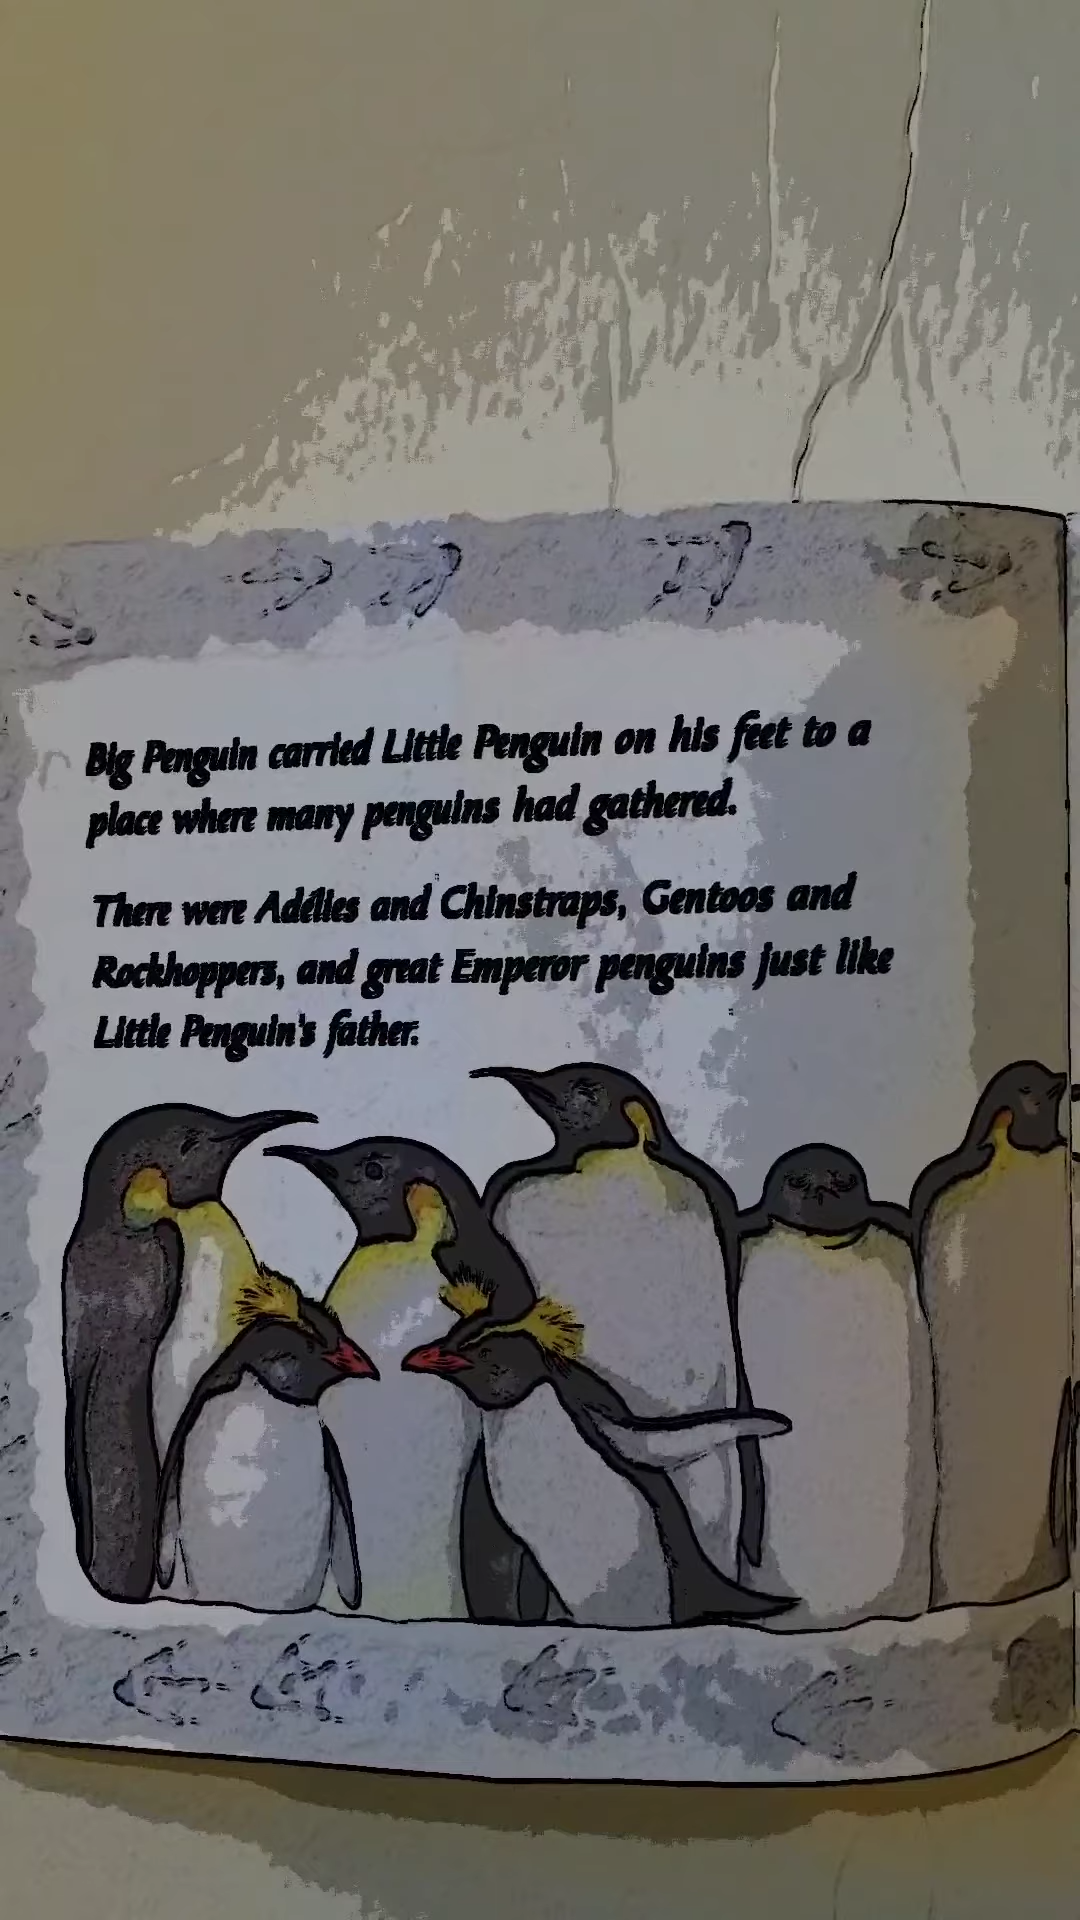 Big Penguin carried Little Penguin on his feet to a
place where many penguins had gathered.
There were Adélies and Chinstraps, Gentoos and
Rockhoppers, and great Emperor penguins just like
Little Penguin's father.